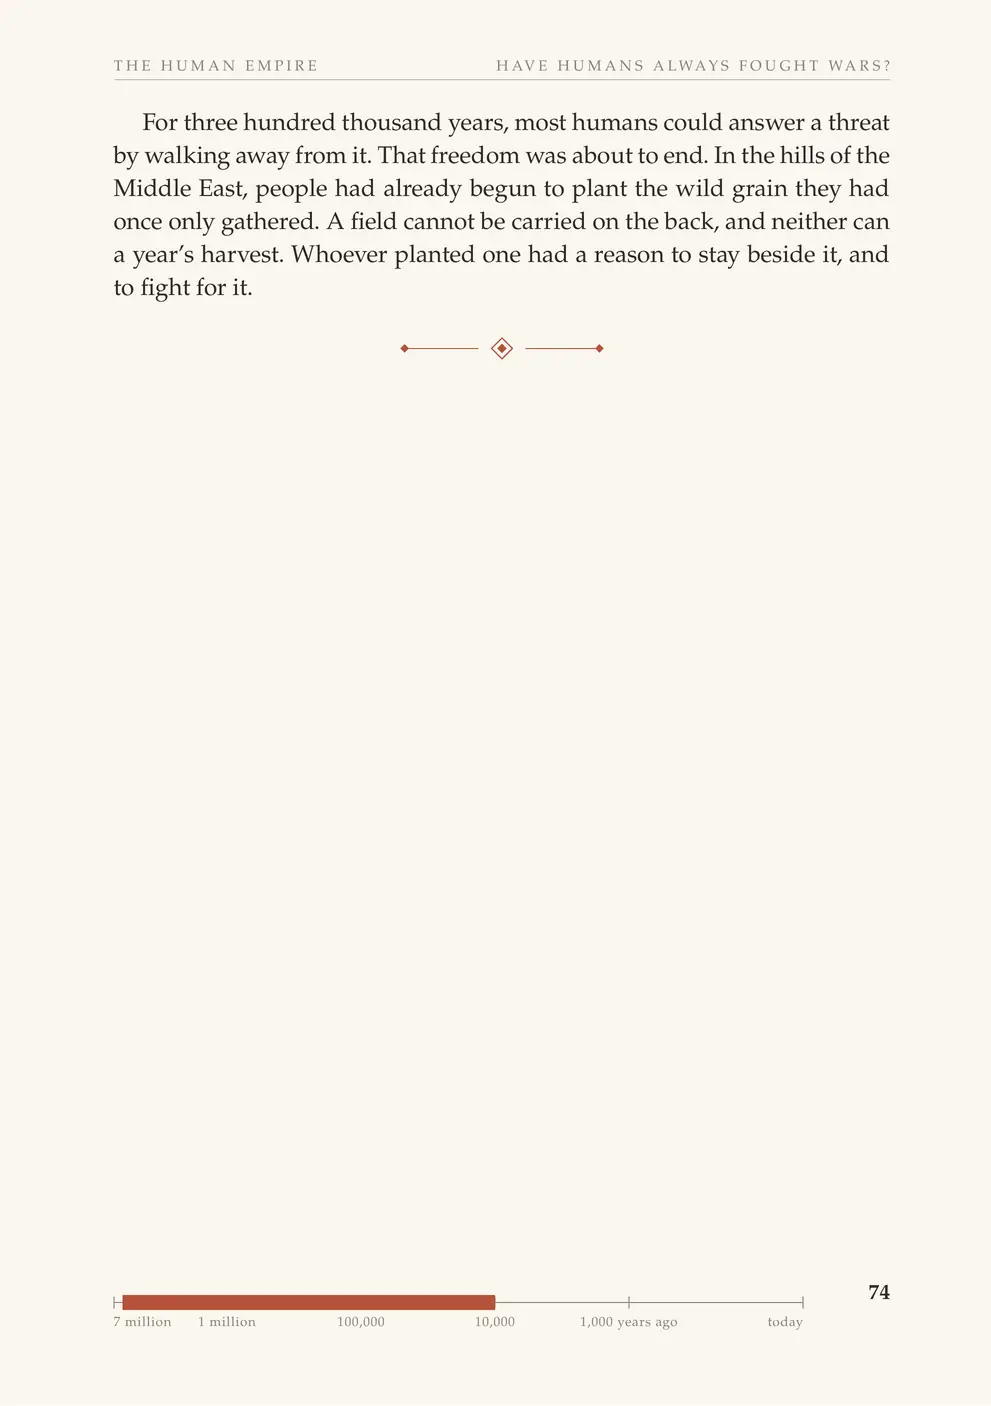 THE HUMAN EMPIRE
HAVE HUMANS ALWAYS FOUGHT WARS?
For three hundred thousand years, most humans could answer a threat
by walking away from it. That freedom was about to end. In the hills of the
Middle East, people had already begun to plant the wild grain they had
once only gathered. A field cannot be carried on the back, and neither can
a year’s harvest. Whoever planted one had a reason to stay beside it, and
to fight for it.
74
7 million 1 million 100,000 10,000 1,000 years ago today